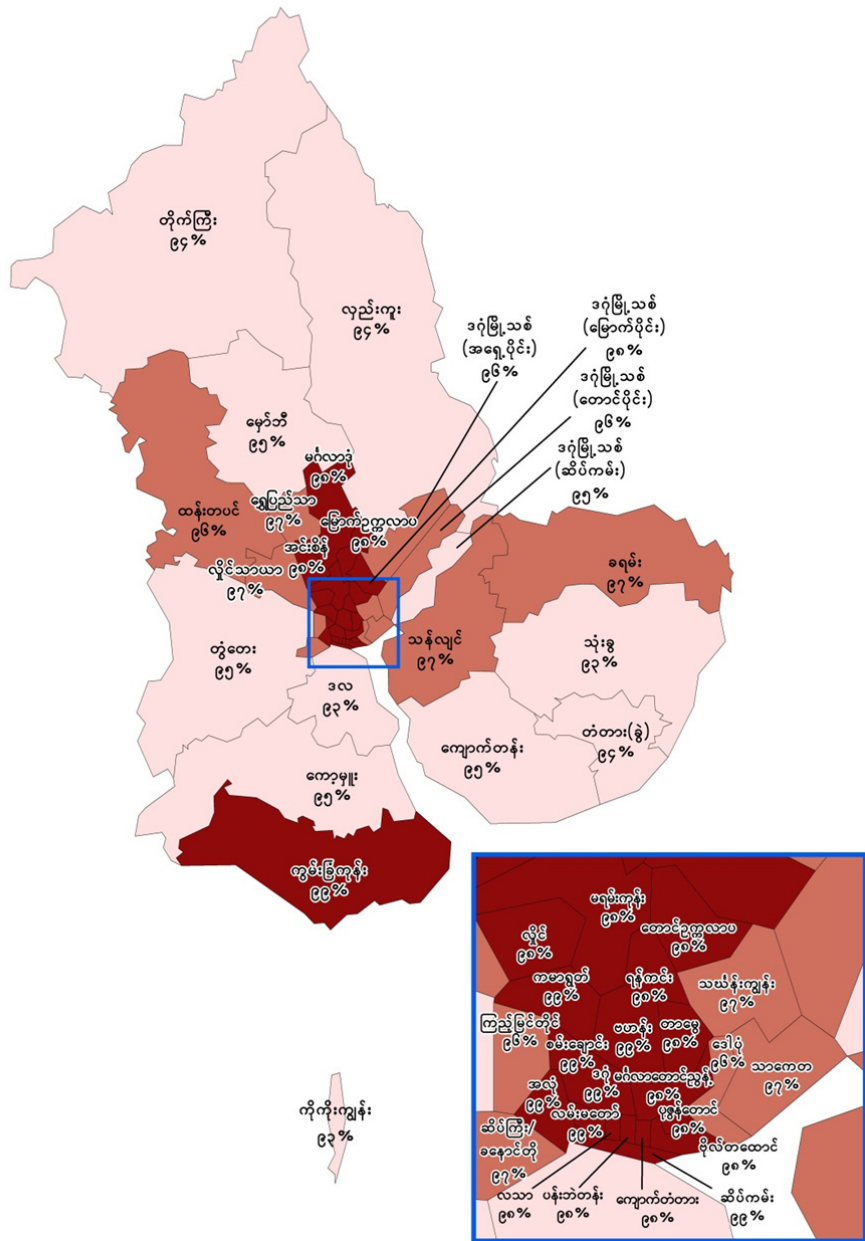 တိုက်ကြီး
၉၄%
လှည်းကူး
၉၄%
ဒဂုံမြို့သစ်
(အရှေ့ပိုင်း)
၉၆%
ဒဂုံမြို့သစ်
(မြောက်ပိုင်း)
၉၈%
ဒဂုံမြို့သစ်
(တောင်ပိုင်း)
၉၆%
ဒဂုံမြို့သစ်
(ဆိပ်ကမ်း)
၉၅%
မှော်ဘီ
၉၅%
မင်္ဂလာဒုံ
၉၈%
ရွှေပြည်သာ
၉၇%
မြောက်ဥက္ကလာပ
၉၈%
ထန်းတပင်
၉၆%
အင်းစိန်
၉၈%
လှိုင်သာယာ
၉၇%
ခရမ်း
၉၇%
သန်လျင်
၉၇%
သုံးခွ
၉၃%
တွံတေး
၉၅%
ဒလ
၉၃%
ကျောက်တန်း
၉၅%
တံတား(ခွဲ)
၉၄%
ကော့မှူး
၉၅%
ကွမ်းခြံကုန်း
၉၉%
ကိုကိုးကျွန်း
၉၃%
မရမ်းကုန်း
၉၈%
လှိုင်
၉၈%
တောင်ဥက္ကလာပ
၉၈%
ကမာရွတ်
၉၉%
ရန်ကင်း
၉၈%
သင်္ဃန်းကျွန်း
၉၇%
ကြည့်မြင်တိုင်
၉၆%
စမ်းချောင်း
၉၉%
ဗဟန်း
၉၉%
တာမွေ
၉၈%
ဒေါပုံ
၉၆%
သာကေတ
၉၇%
အလုံ
၉၉%
ဒဂုံ
၉၉%
မင်္ဂလာတောင်ညွန့်
၉၈%
လမ်းမတော်
၉၉%
ပုဇွန်တောင်
၉၈%
ဆိပ်ကြီး/
ခနောင်တို
၉၇%
ဗိုလ်တထောင်
၉၈%
လသာ
၉၈%
ပန်းဘဲတန်း
၉၈%
ကျောက်တံတား
၉၈%
ဆိပ်ကမ်း
၉၉%